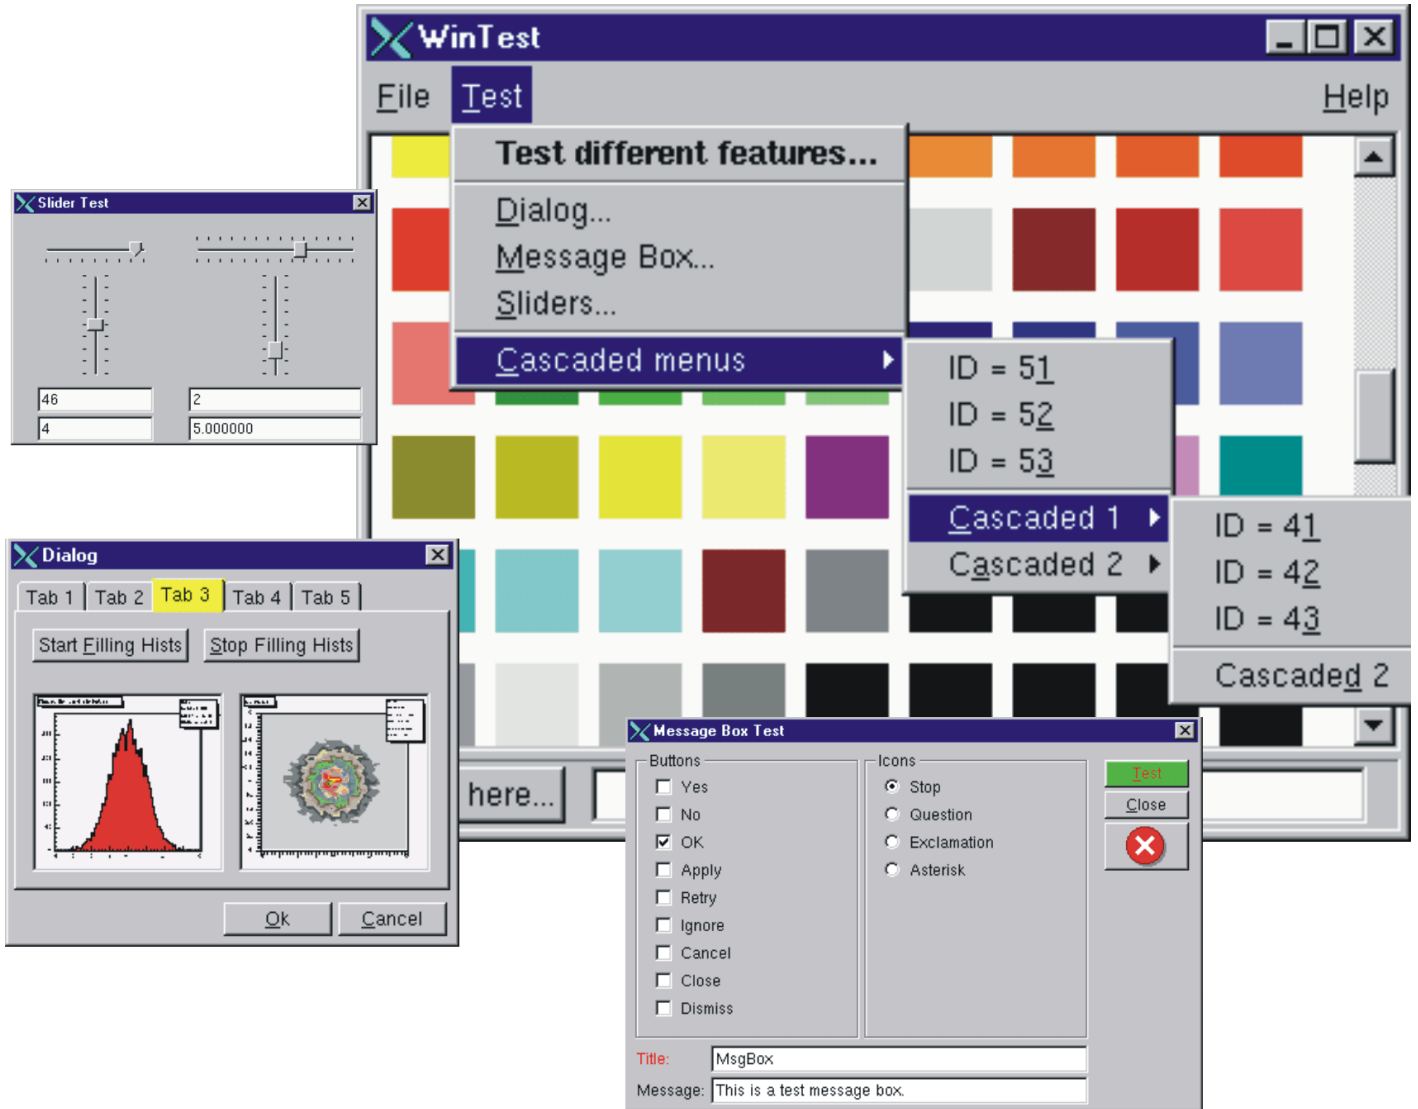 WinTest
File Test Help
Test different features...
Dialog...
Message Box...
Sliders...
Cascaded menus
ID = 51
ID = 52
ID = 53
Cascaded 1
Cascaded 2
ID = 41
ID = 42
ID = 43
Cascaded 2
here...
Slider Test
46 2
4 5.000000
Dialog
Tab 1 Tab 2 Tab 3 Tab 4 Tab 5
Start Filling Hists Stop Filling Hists
Ok Cancel
Message Box Test
Buttons
Yes
No
OK
Apply
Retry
Ignore
Cancel
Close
Dismiss
Icons
Stop
Question
Exclamation
Asterisk
Test
Close
Title: MsgBox
Message: This is a test message box.